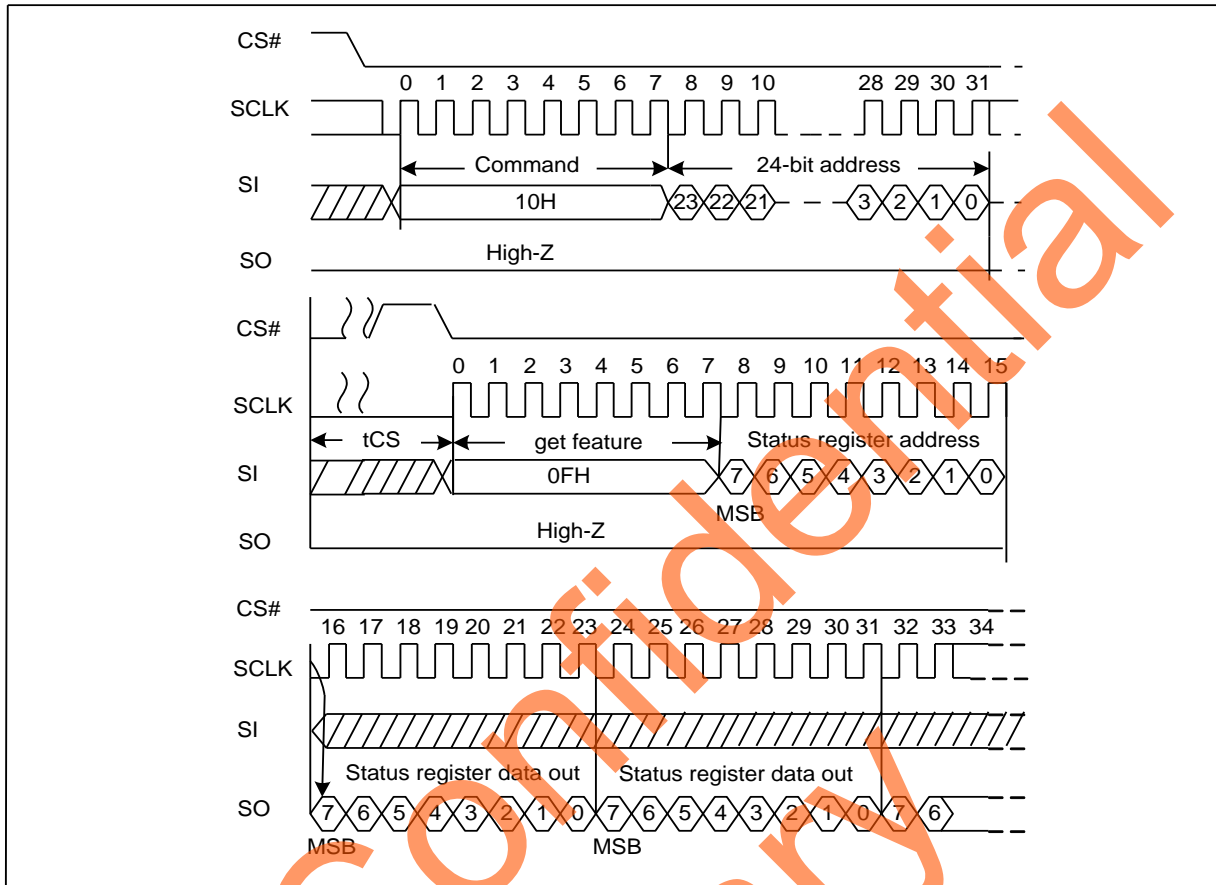 CS#
0 1 2 3 4 5 6 7 8 9 10 28 29 30 31
SCLK
Command 24-bit address
SI
10H 23 22 21 3 2 1 0
High-Z
SO
CS#
0 1 2 3 4 5 6 7 8 9 10 11 12 13 14 15
SCLK
tCS get feature Status register address
SI
0FH 7 6 5 4 3 2 1 0
MSB
High-Z
SO
CS#
16 17 18 19 20 21 22 23 24 25 26 27 28 29 30 31 32 33 34
SCLK
SI
Status register data out Status register data out
SO 7 6 5 4 3 2 1 0 7 6 5 4 3 2 1 0 7 6
MSB MSB
Confidential